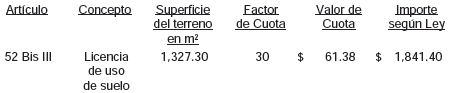 Artículo Concepto Superficie Factor Valor de Importe
del terreno de Cuota Cuota según Ley
en m²
52 Bis III Licencia 1,327.30 30 $ 61.38 $ 1,841.40
de uso
de suelo